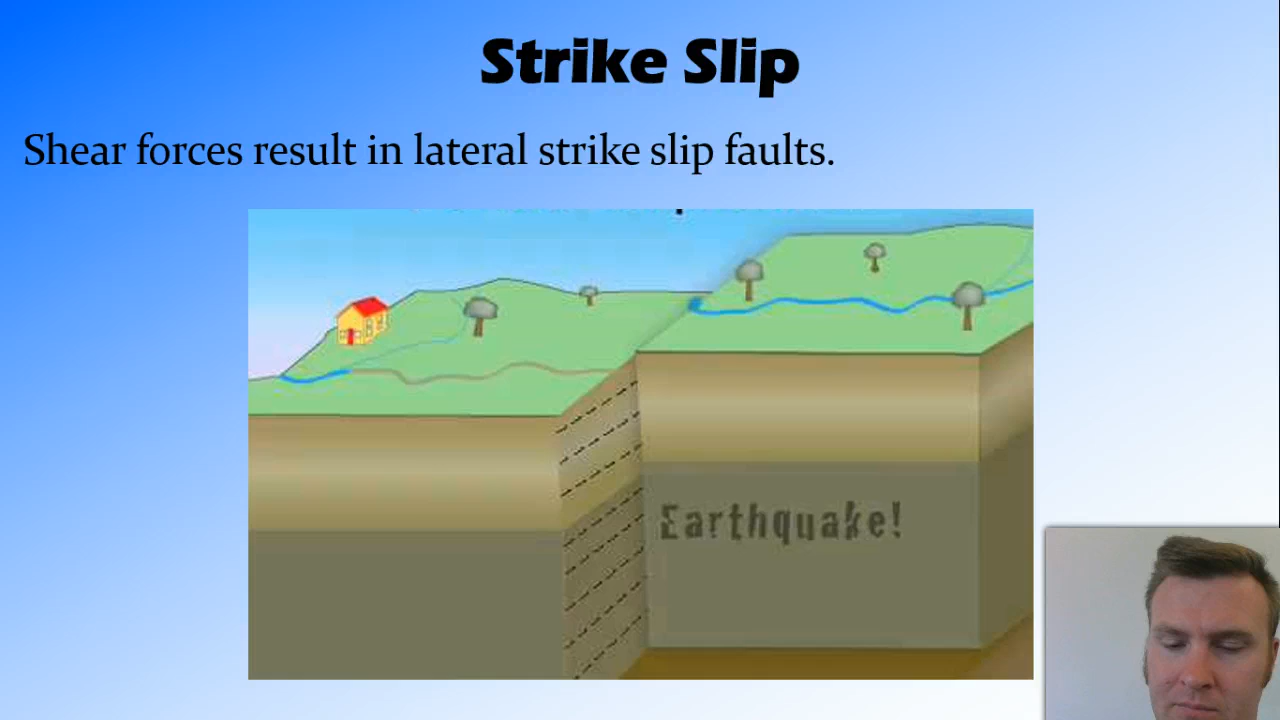 Strike Slip
Shear forces result in lateral strike slip faults.
Earthquake!